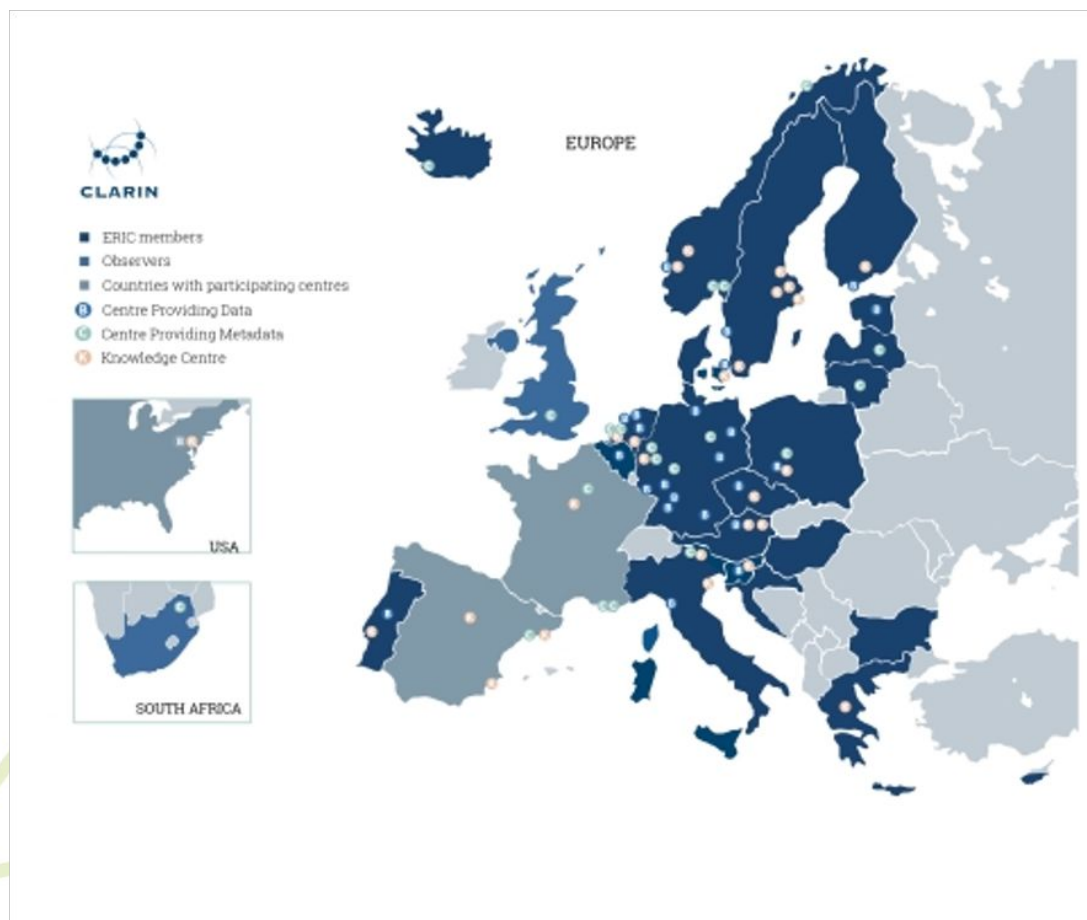 EUROPE
CLARIN
ERIC members
Observers
Countries with participating centres
B Centre Providing Data
C Centre Providing Metadata
K Knowledge Centre
USA
SOUTH AFRICA